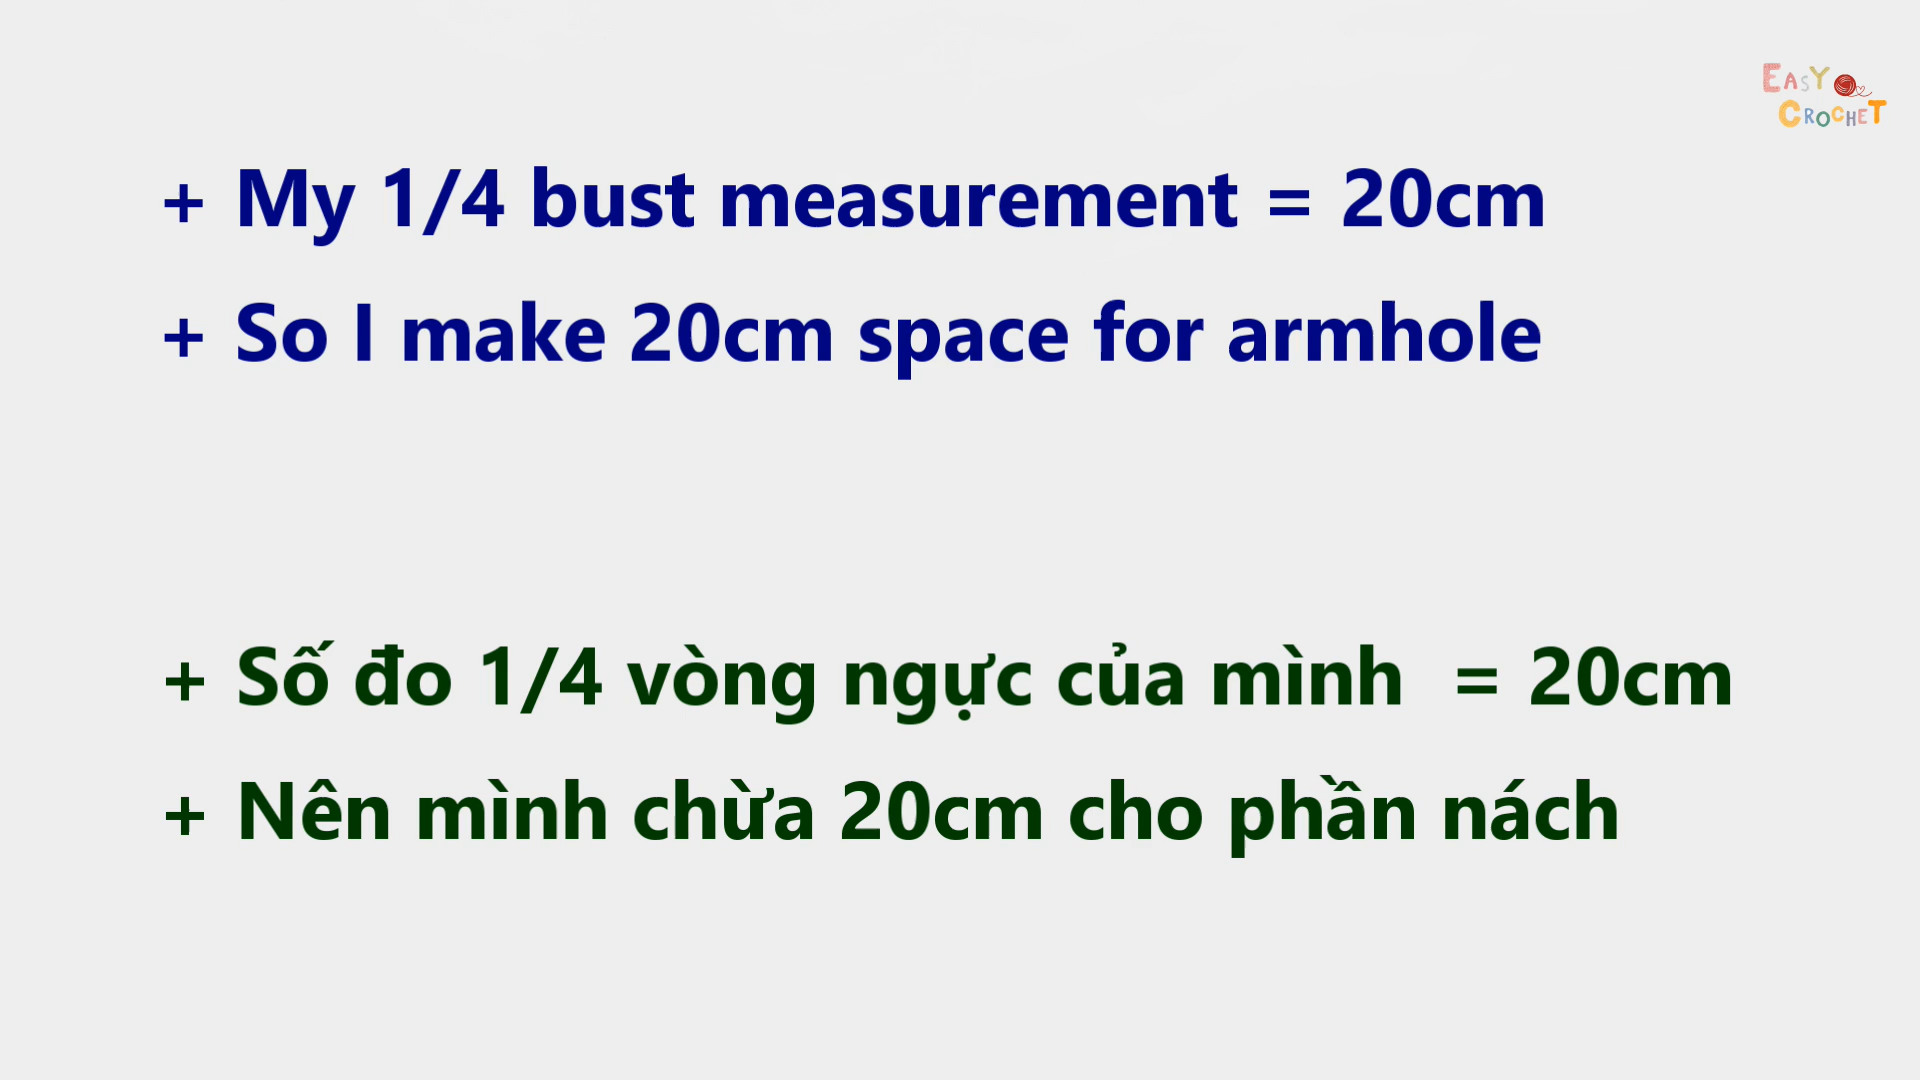 EASY
CROCHET
+ My 1/4 bust measurement = 20cm
+ So I make 20cm space for armhole
+ Số đo 1/4 vòng ngực của mình = 20cm
+ Nên mình chừa 20cm cho phần nách